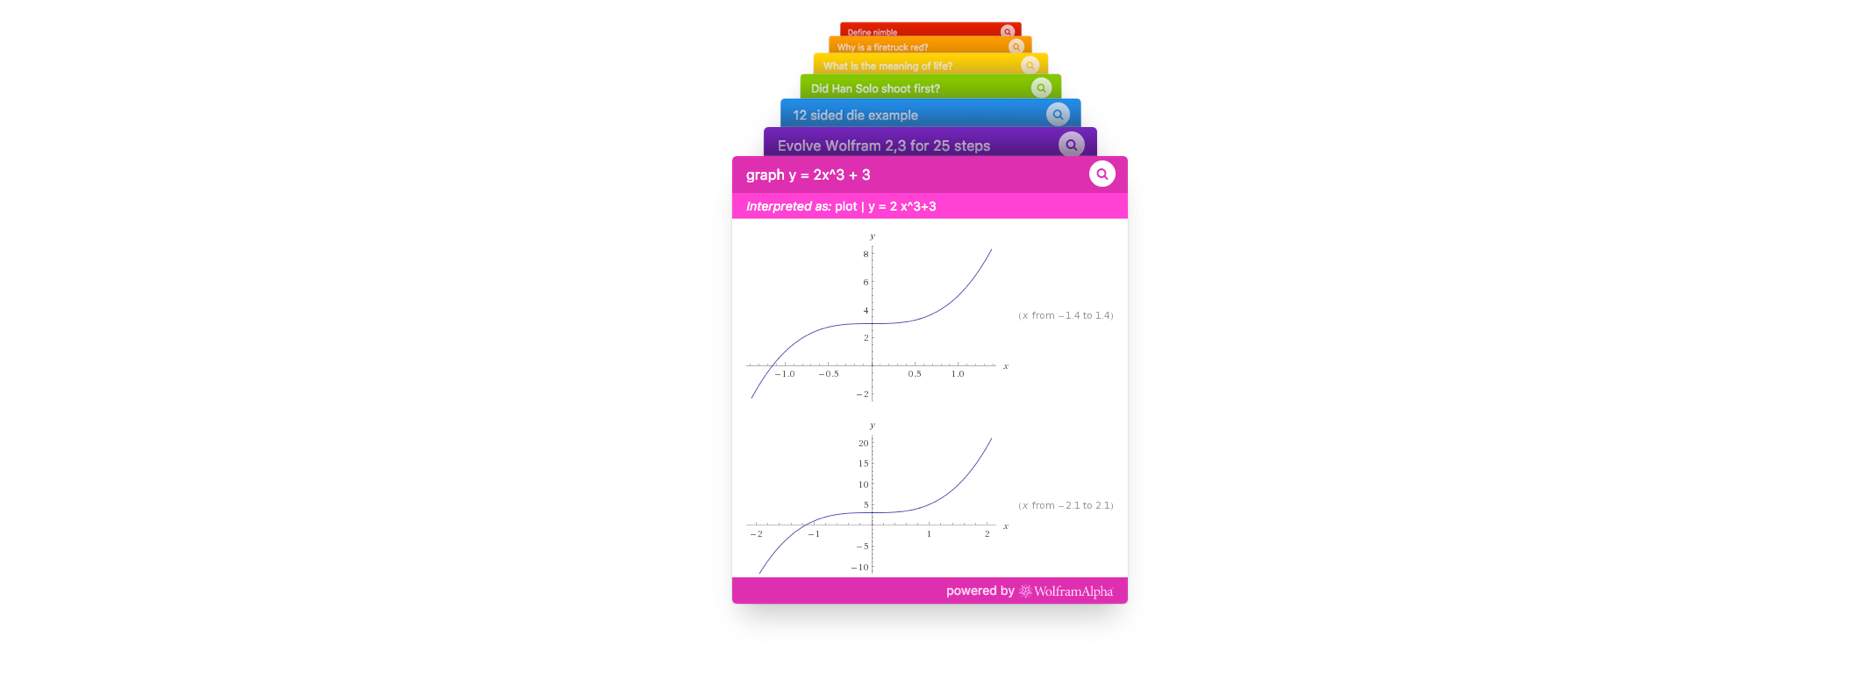 Define nimble
Why is a firetruck red?
What is the meaning of life?
Did Han Solo shoot first?
12 sided die example
Evolve Wolfram 2,3 for 25 steps
graph y = 2x^3 + 3
Interpreted as: plot | y = 2 x^3+3
y
8
6
4
2
−2
−1.0 −0.5 0.5 1.0 x
(x from −1.4 to 1.4)
y
20
15
10
5
−5
−10
−2 −1 1 2 x
(x from −2.1 to 2.1)
powered by WolframAlpha